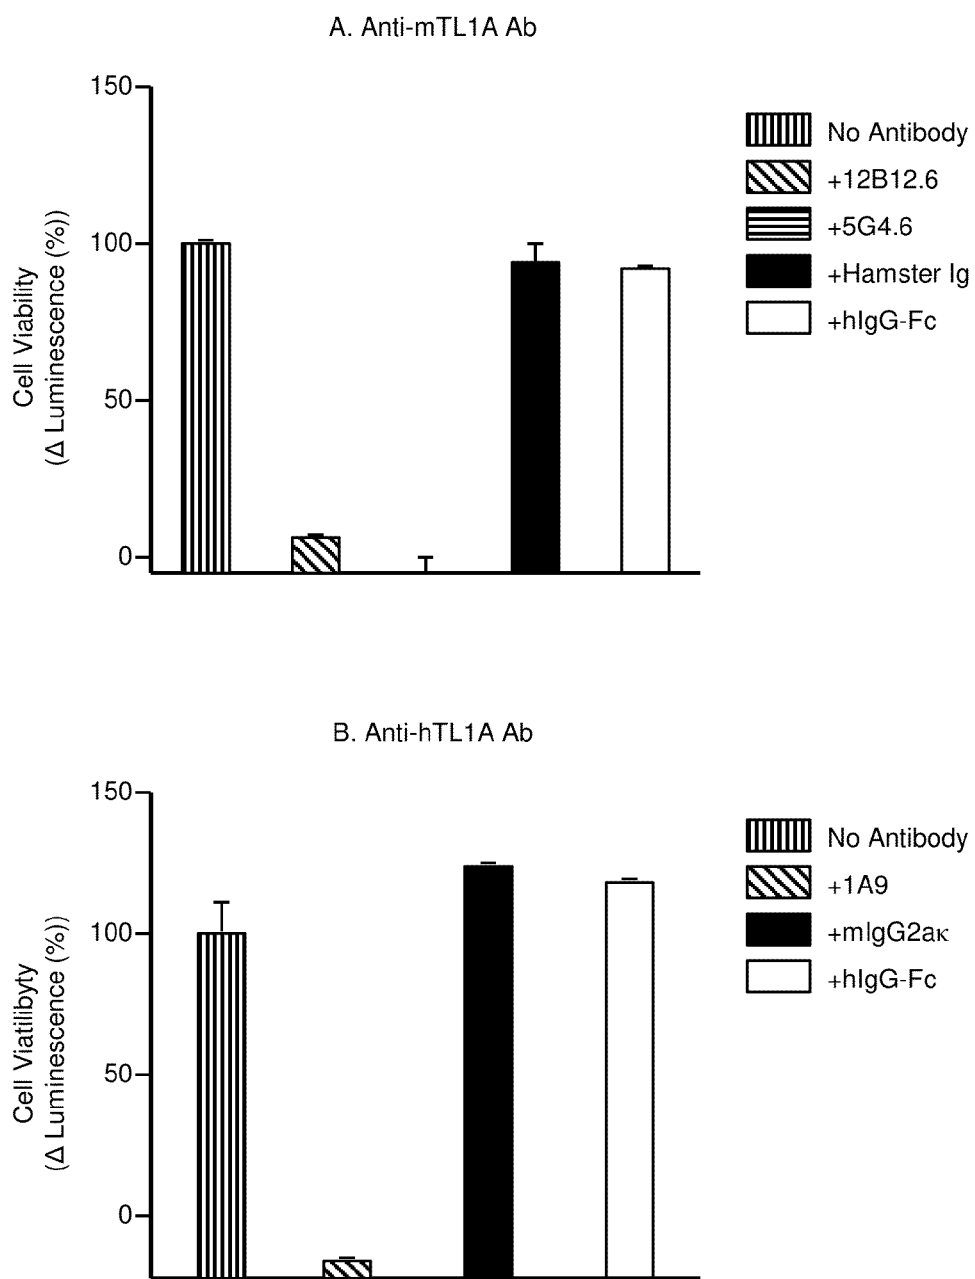 A. Anti-mTL1A Ab
150
100
50
0
Cell Viability
(Δ Luminescence (%))
No Antibody
+12B12.6
+5G4.6
+Hamster Ig
+hIgG-Fc
B. Anti-hTL1A Ab
150
100
50
0
Cell Viatilibyty
(Δ Luminescence (%))
No Antibody
+1A9
+mIgG2aκ
+hIgG-Fc